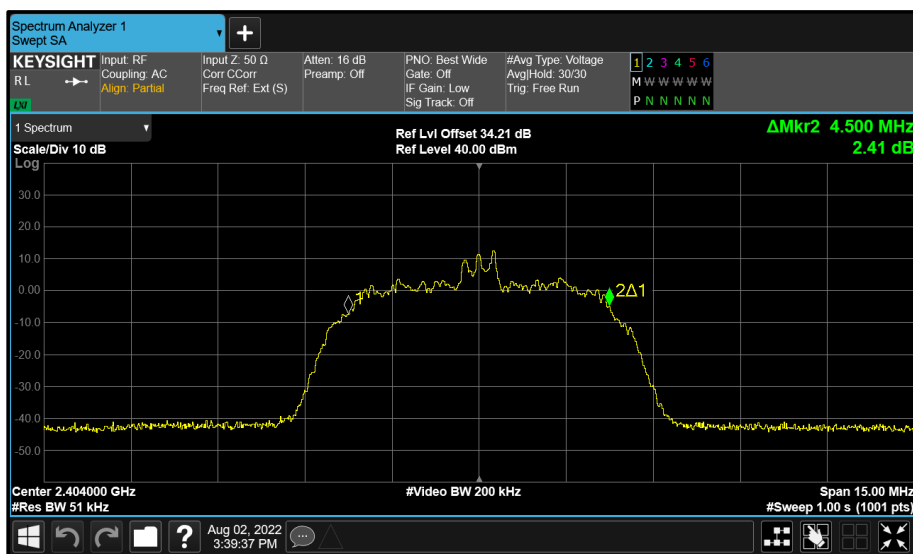 Spectrum Analyzer 1
Swept SA
KEYSIGHT
RL
LXI
Input: RF
Coupling: AC
Align: Partial
Input Z: 50 Ω
Corr CCorr
Freq Ref: Ext (S)
Atten: 16 dB
Preamp: Off
PNO: Best Wide
Gate: Off
IF Gain: Low
Sig Track: Off
#Avg Type: Voltage
Avg|Hold: 30/30
Trig: Free Run
1 2 3 4 5 6
M W W W W W
P N N N N N
1 Spectrum
Scale/Div 10 dB
Ref Lvl Offset 34.21 dB
Ref Level 40.00 dBm
ΔMkr2 4.500 MHz
2.41 dB
Log
30.0
20.0
10.0
0.00
-10.0
-20.0
-30.0
-40.0
-50.0
1
2Δ1
Center 2.404000 GHz
#Video BW 200 kHz
Span 15.00 MHz
#Res BW 51 kHz
#Sweep 1.00 s (1001 pts)
?
Aug 02, 2022
3:39:37 PM